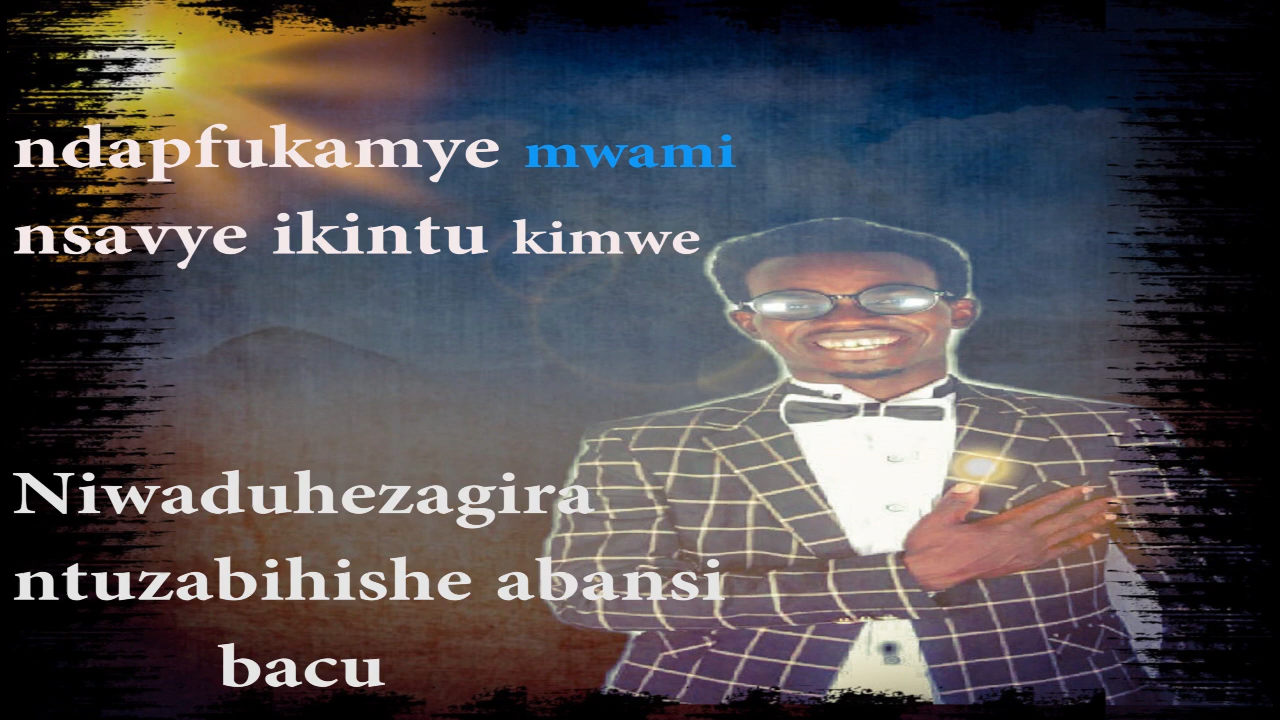 ndapfukamye mwami
nsavye ikintu kimwe
Niwaduhezagira
ntuzabihishe abansi
bacu